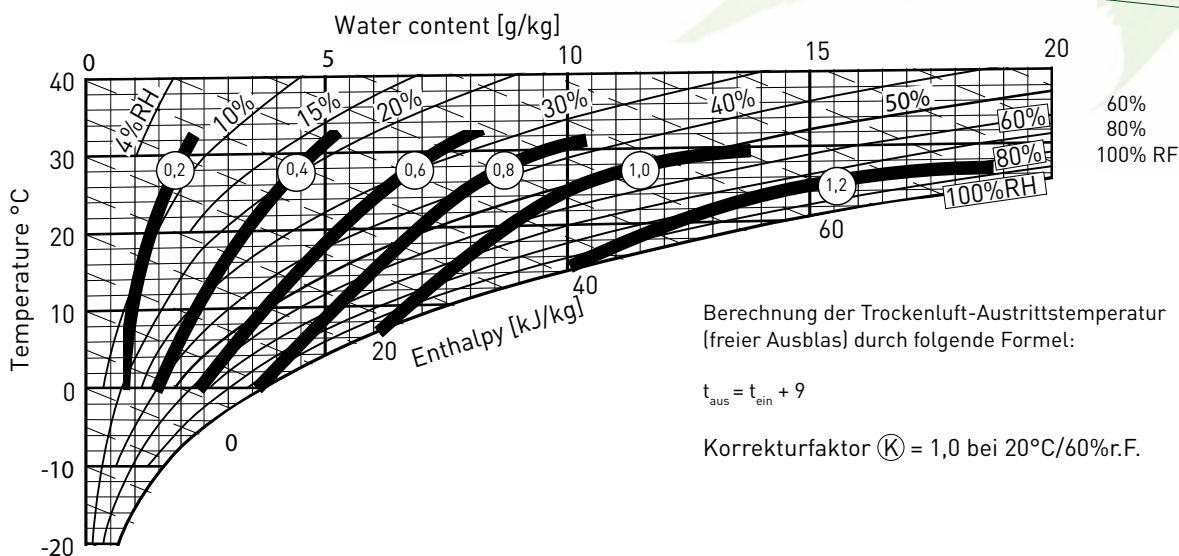 Water content [g/kg]
0 5 10 15 20
40
30
20
10
0
-10
-20
Temperature °C
4%RH
10%
15%
20%
30%
40%
50%
60%
80%
100%RH
0,2
0,4
0,6
0,8
1,0
1,2
0
20
40
60
Enthalpy [kJ/kg]
60%
80%
100% RF
Berechnung der Trockenluft-Austrittstemperatur
(freier Ausblas) durch folgende Formel:
t_aus = t_ein + 9
Korrekturfaktor Ⓚ = 1,0 bei 20°C/60%r.F.